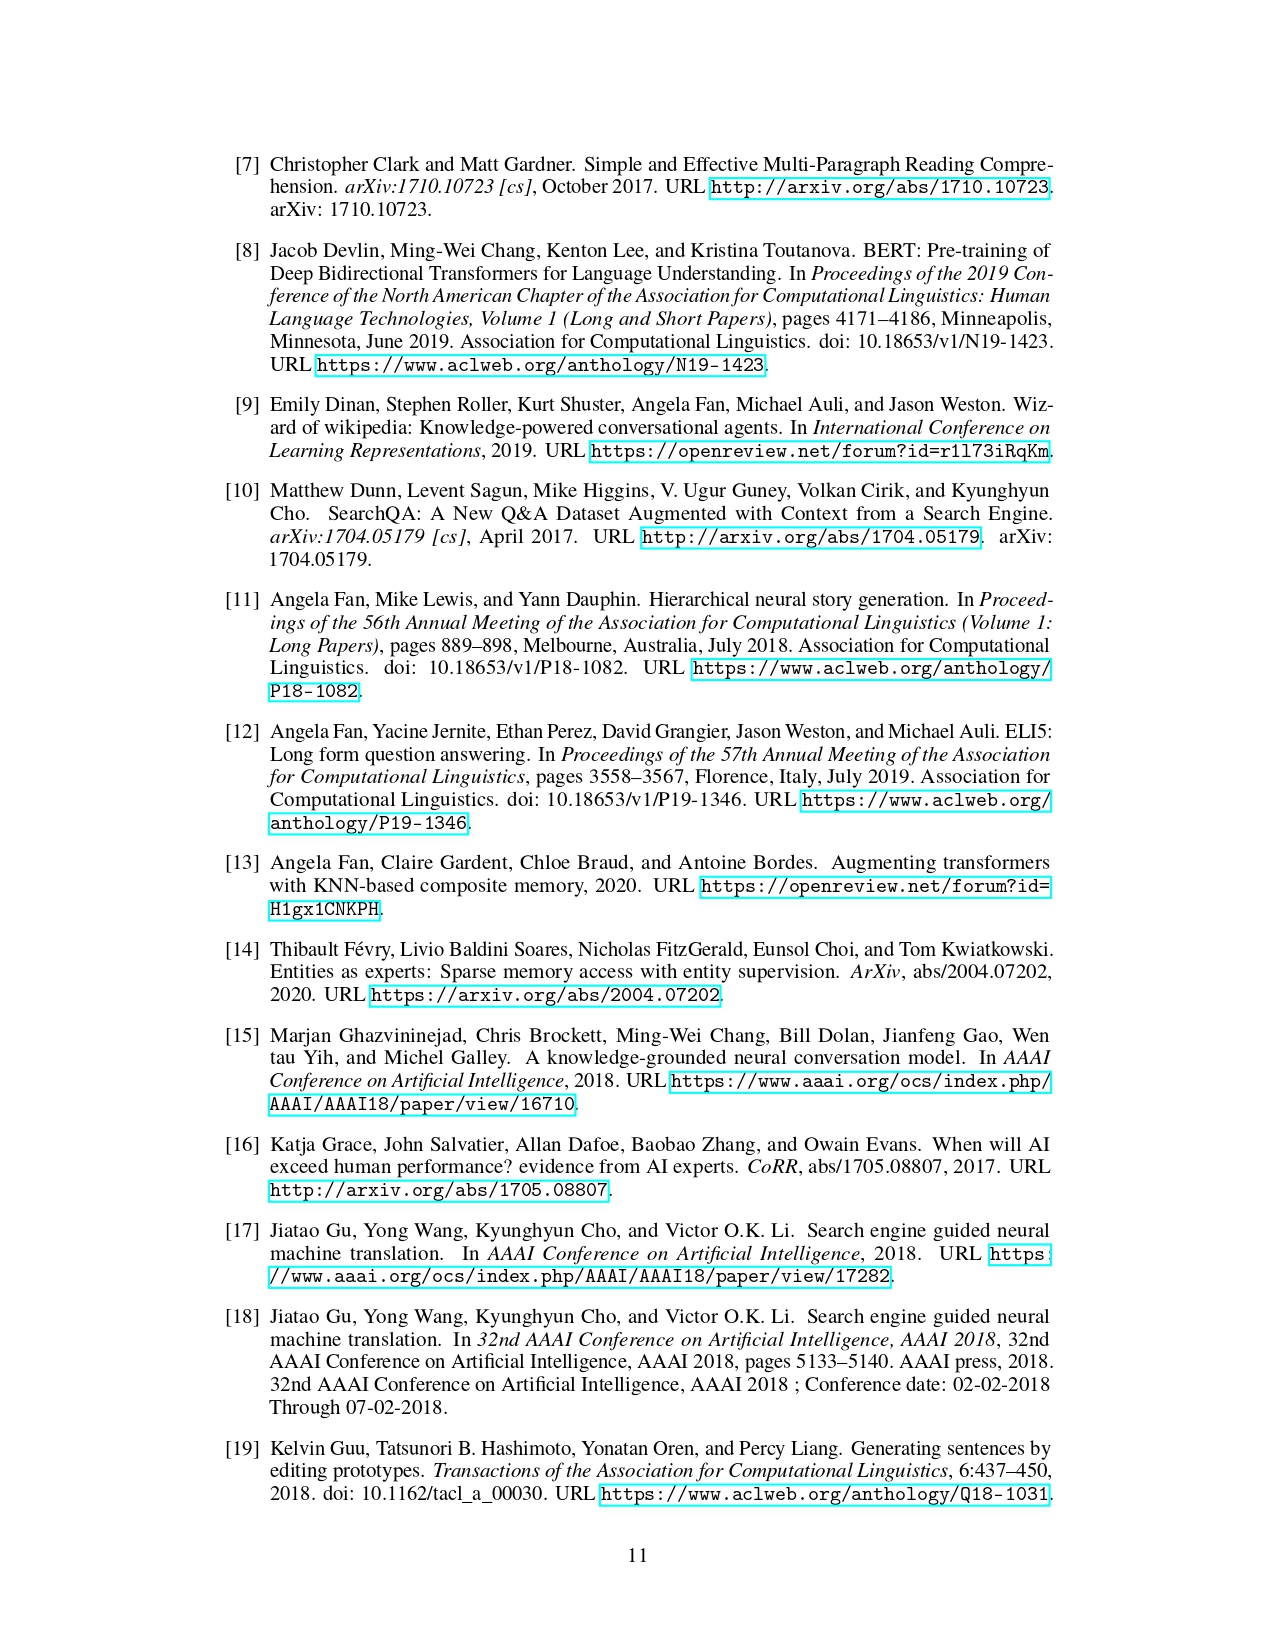 [7] Christopher Clark and Matt Gardner. Simple and Effective Multi-Paragraph Reading Compre-
hension. arXiv:1710.10723 [cs], October 2017. URL http://arxiv.org/abs/1710.10723.
arXiv: 1710.10723.
[8] Jacob Devlin, Ming-Wei Chang, Kenton Lee, and Kristina Toutanova. BERT: Pre-training of
Deep Bidirectional Transformers for Language Understanding. In Proceedings of the 2019 Con-
ference of the North American Chapter of the Association for Computational Linguistics: Human
Language Technologies, Volume 1 (Long and Short Papers), pages 4171–4186, Minneapolis,
Minnesota, June 2019. Association for Computational Linguistics. doi: 10.18653/v1/N19-1423.
URL https://www.aclweb.org/anthology/N19-1423.
[9] Emily Dinan, Stephen Roller, Kurt Shuster, Angela Fan, Michael Auli, and Jason Weston. Wiz-
ard of wikipedia: Knowledge-powered conversational agents. In International Conference on
Learning Representations, 2019. URL https://openreview.net/forum?id=r1l73iRqKm.
[10] Matthew Dunn, Levent Sagun, Mike Higgins, V. Ugur Guney, Volkan Cirik, and Kyunghyun
Cho. SearchQA: A New Q&A Dataset Augmented with Context from a Search Engine.
arXiv:1704.05179 [cs], April 2017. URL http://arxiv.org/abs/1704.05179. arXiv:
1704.05179.
[11] Angela Fan, Mike Lewis, and Yann Dauphin. Hierarchical neural story generation. In Proceed-
ings of the 56th Annual Meeting of the Association for Computational Linguistics (Volume 1:
Long Papers), pages 889–898, Melbourne, Australia, July 2018. Association for Computational
Linguistics. doi: 10.18653/v1/P18-1082. URL https://www.aclweb.org/anthology/
P18-1082.
[12] Angela Fan, Yacine Jernite, Ethan Perez, David Grangier, Jason Weston, and Michael Auli. ELI5:
Long form question answering. In Proceedings of the 57th Annual Meeting of the Association
for Computational Linguistics, pages 3558–3567, Florence, Italy, July 2019. Association for
Computational Linguistics. doi: 10.18653/v1/P19-1346. URL https://www.aclweb.org/
anthology/P19-1346.
[13] Angela Fan, Claire Gardent, Chloe Braud, and Antoine Bordes. Augmenting transformers
with KNN-based composite memory, 2020. URL https://openreview.net/forum?id=
H1gx1CNKPH.
[14] Thibault Févry, Livio Baldini Soares, Nicholas FitzGerald, Eunsol Choi, and Tom Kwiatkowski.
Entities as experts: Sparse memory access with entity supervision. ArXiv, abs/2004.07202,
2020. URL https://arxiv.org/abs/2004.07202.
[15] Marjan Ghazvininejad, Chris Brockett, Ming-Wei Chang, Bill Dolan, Jianfeng Gao, Wen
tau Yih, and Michel Galley. A knowledge-grounded neural conversation model. In AAAI
Conference on Artificial Intelligence, 2018. URL https://www.aaai.org/ocs/index.php/
AAAI/AAAI18/paper/view/16710.
[16] Katja Grace, John Salvatier, Allan Dafoe, Baobao Zhang, and Owain Evans. When will AI
exceed human performance? evidence from AI experts. CoRR, abs/1705.08807, 2017. URL
http://arxiv.org/abs/1705.08807.
[17] Jiatao Gu, Yong Wang, Kyunghyun Cho, and Victor O.K. Li. Search engine guided neural
machine translation. In AAAI Conference on Artificial Intelligence, 2018. URL https:
//www.aaai.org/ocs/index.php/AAAI/AAAI18/paper/view/17282.
[18] Jiatao Gu, Yong Wang, Kyunghyun Cho, and Victor O.K. Li. Search engine guided neural
machine translation. In 32nd AAAI Conference on Artificial Intelligence, AAAI 2018, 32nd
AAAI Conference on Artificial Intelligence, AAAI 2018, pages 5133–5140. AAAI press, 2018.
32nd AAAI Conference on Artificial Intelligence, AAAI 2018 ; Conference date: 02-02-2018
Through 07-02-2018.
[19] Kelvin Guu, Tatsunori B. Hashimoto, Yonatan Oren, and Percy Liang. Generating sentences by
editing prototypes. Transactions of the Association for Computational Linguistics, 6:437–450,
2018. doi: 10.1162/tacl_a_00030. URL https://www.aclweb.org/anthology/Q18-1031.
11